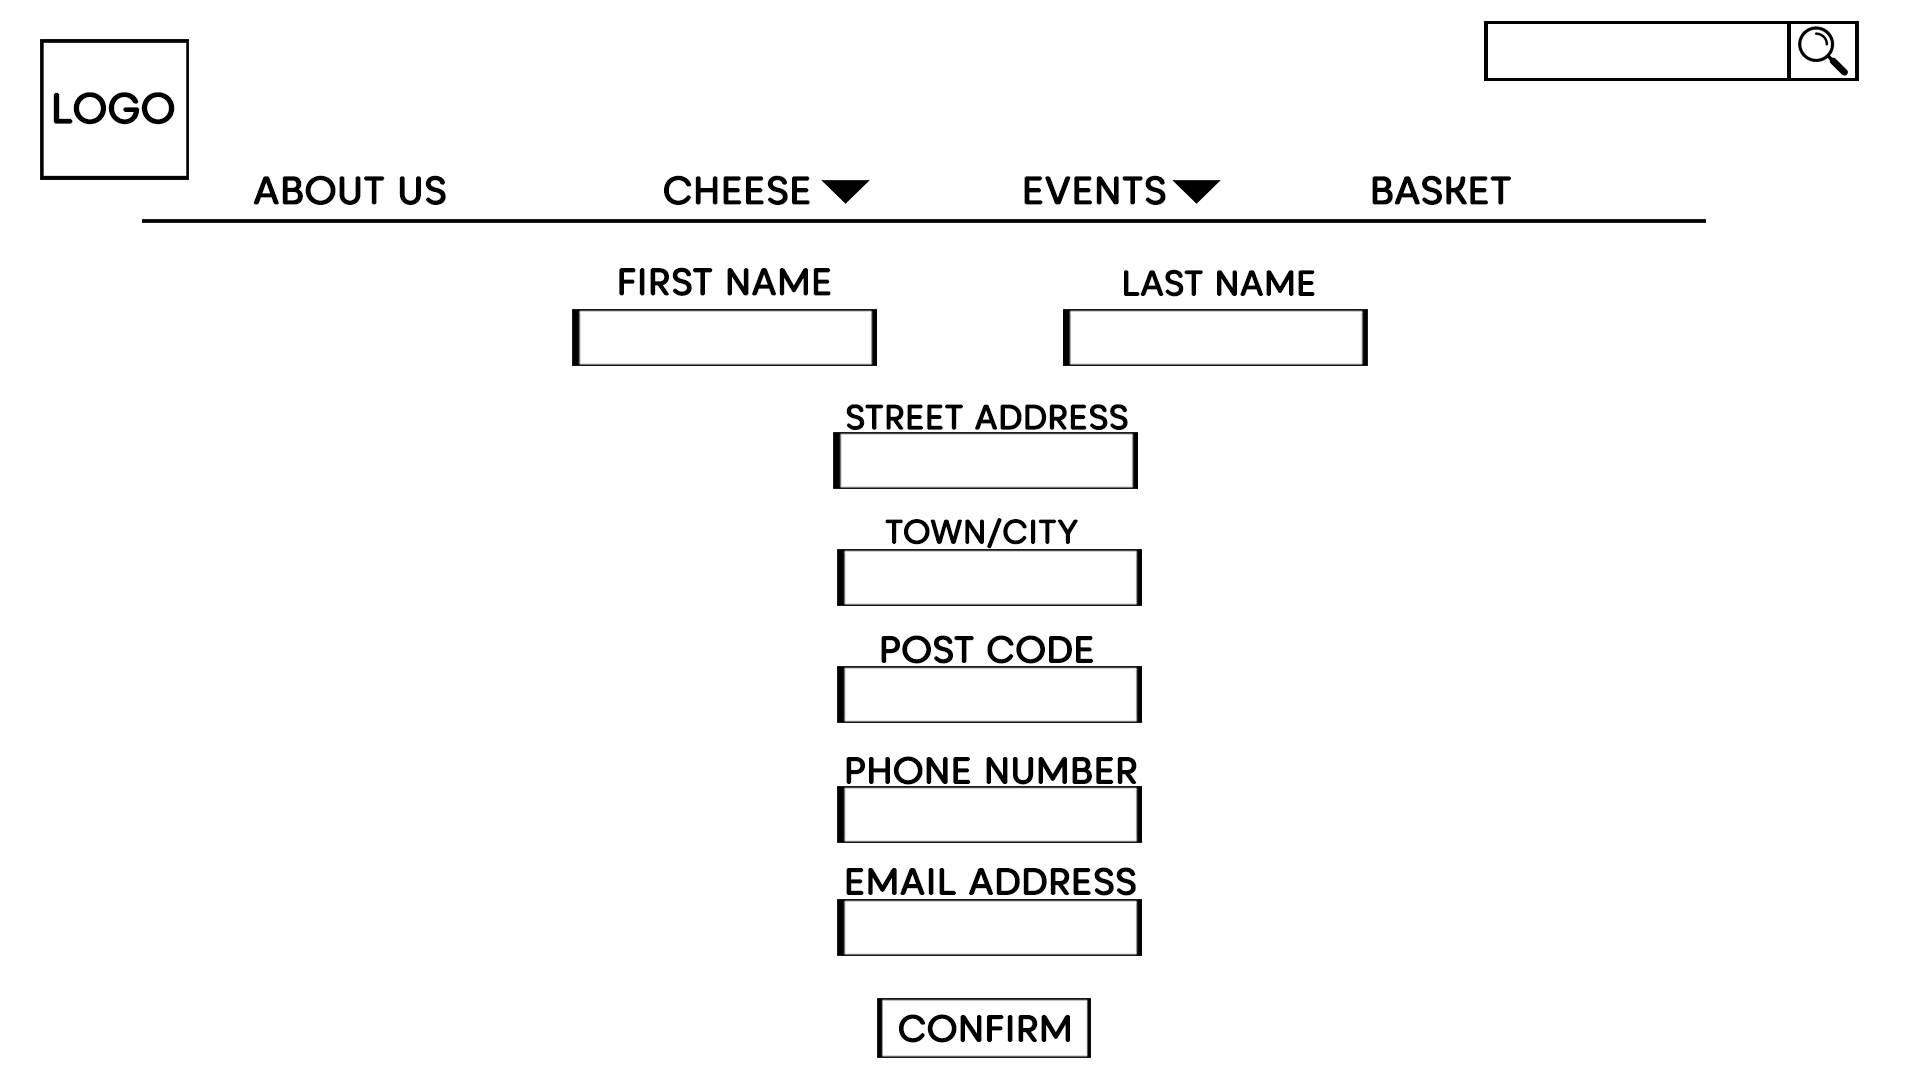 LOGO
ABOUT US
CHEESE
EVENTS
BASKET
FIRST NAME
LAST NAME
STREET ADDRESS
TOWN/CITY
POST CODE
PHONE NUMBER
EMAIL ADDRESS
CONFIRM